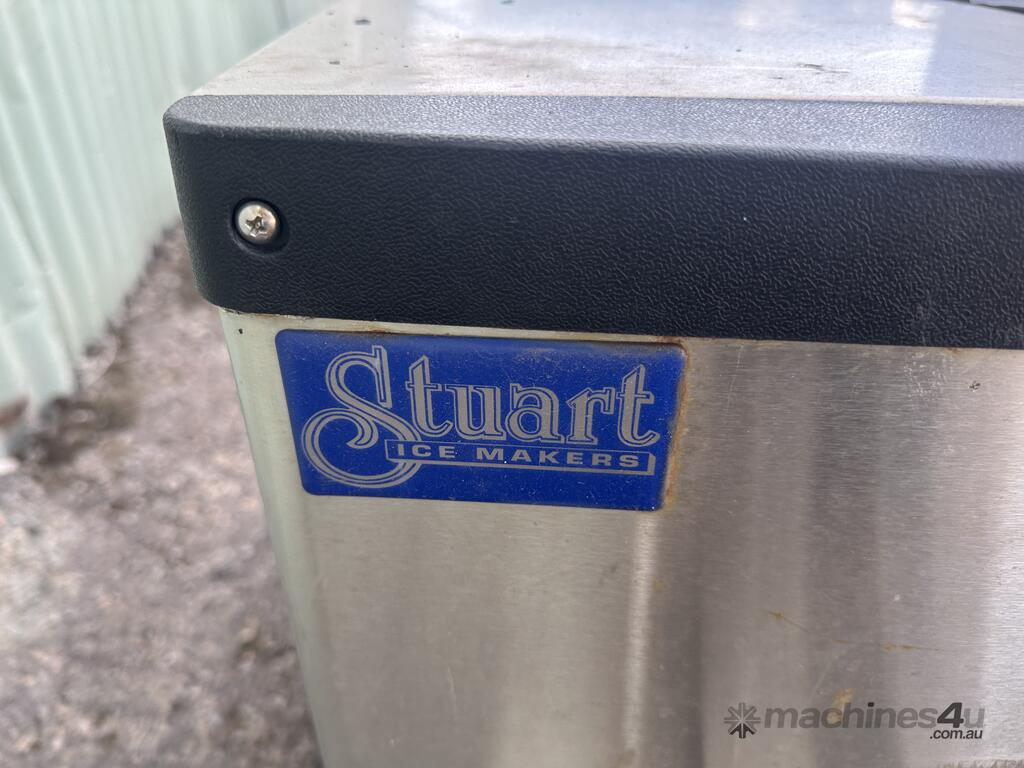 Stuart
ICE MAKERS
machines4u
.com.au